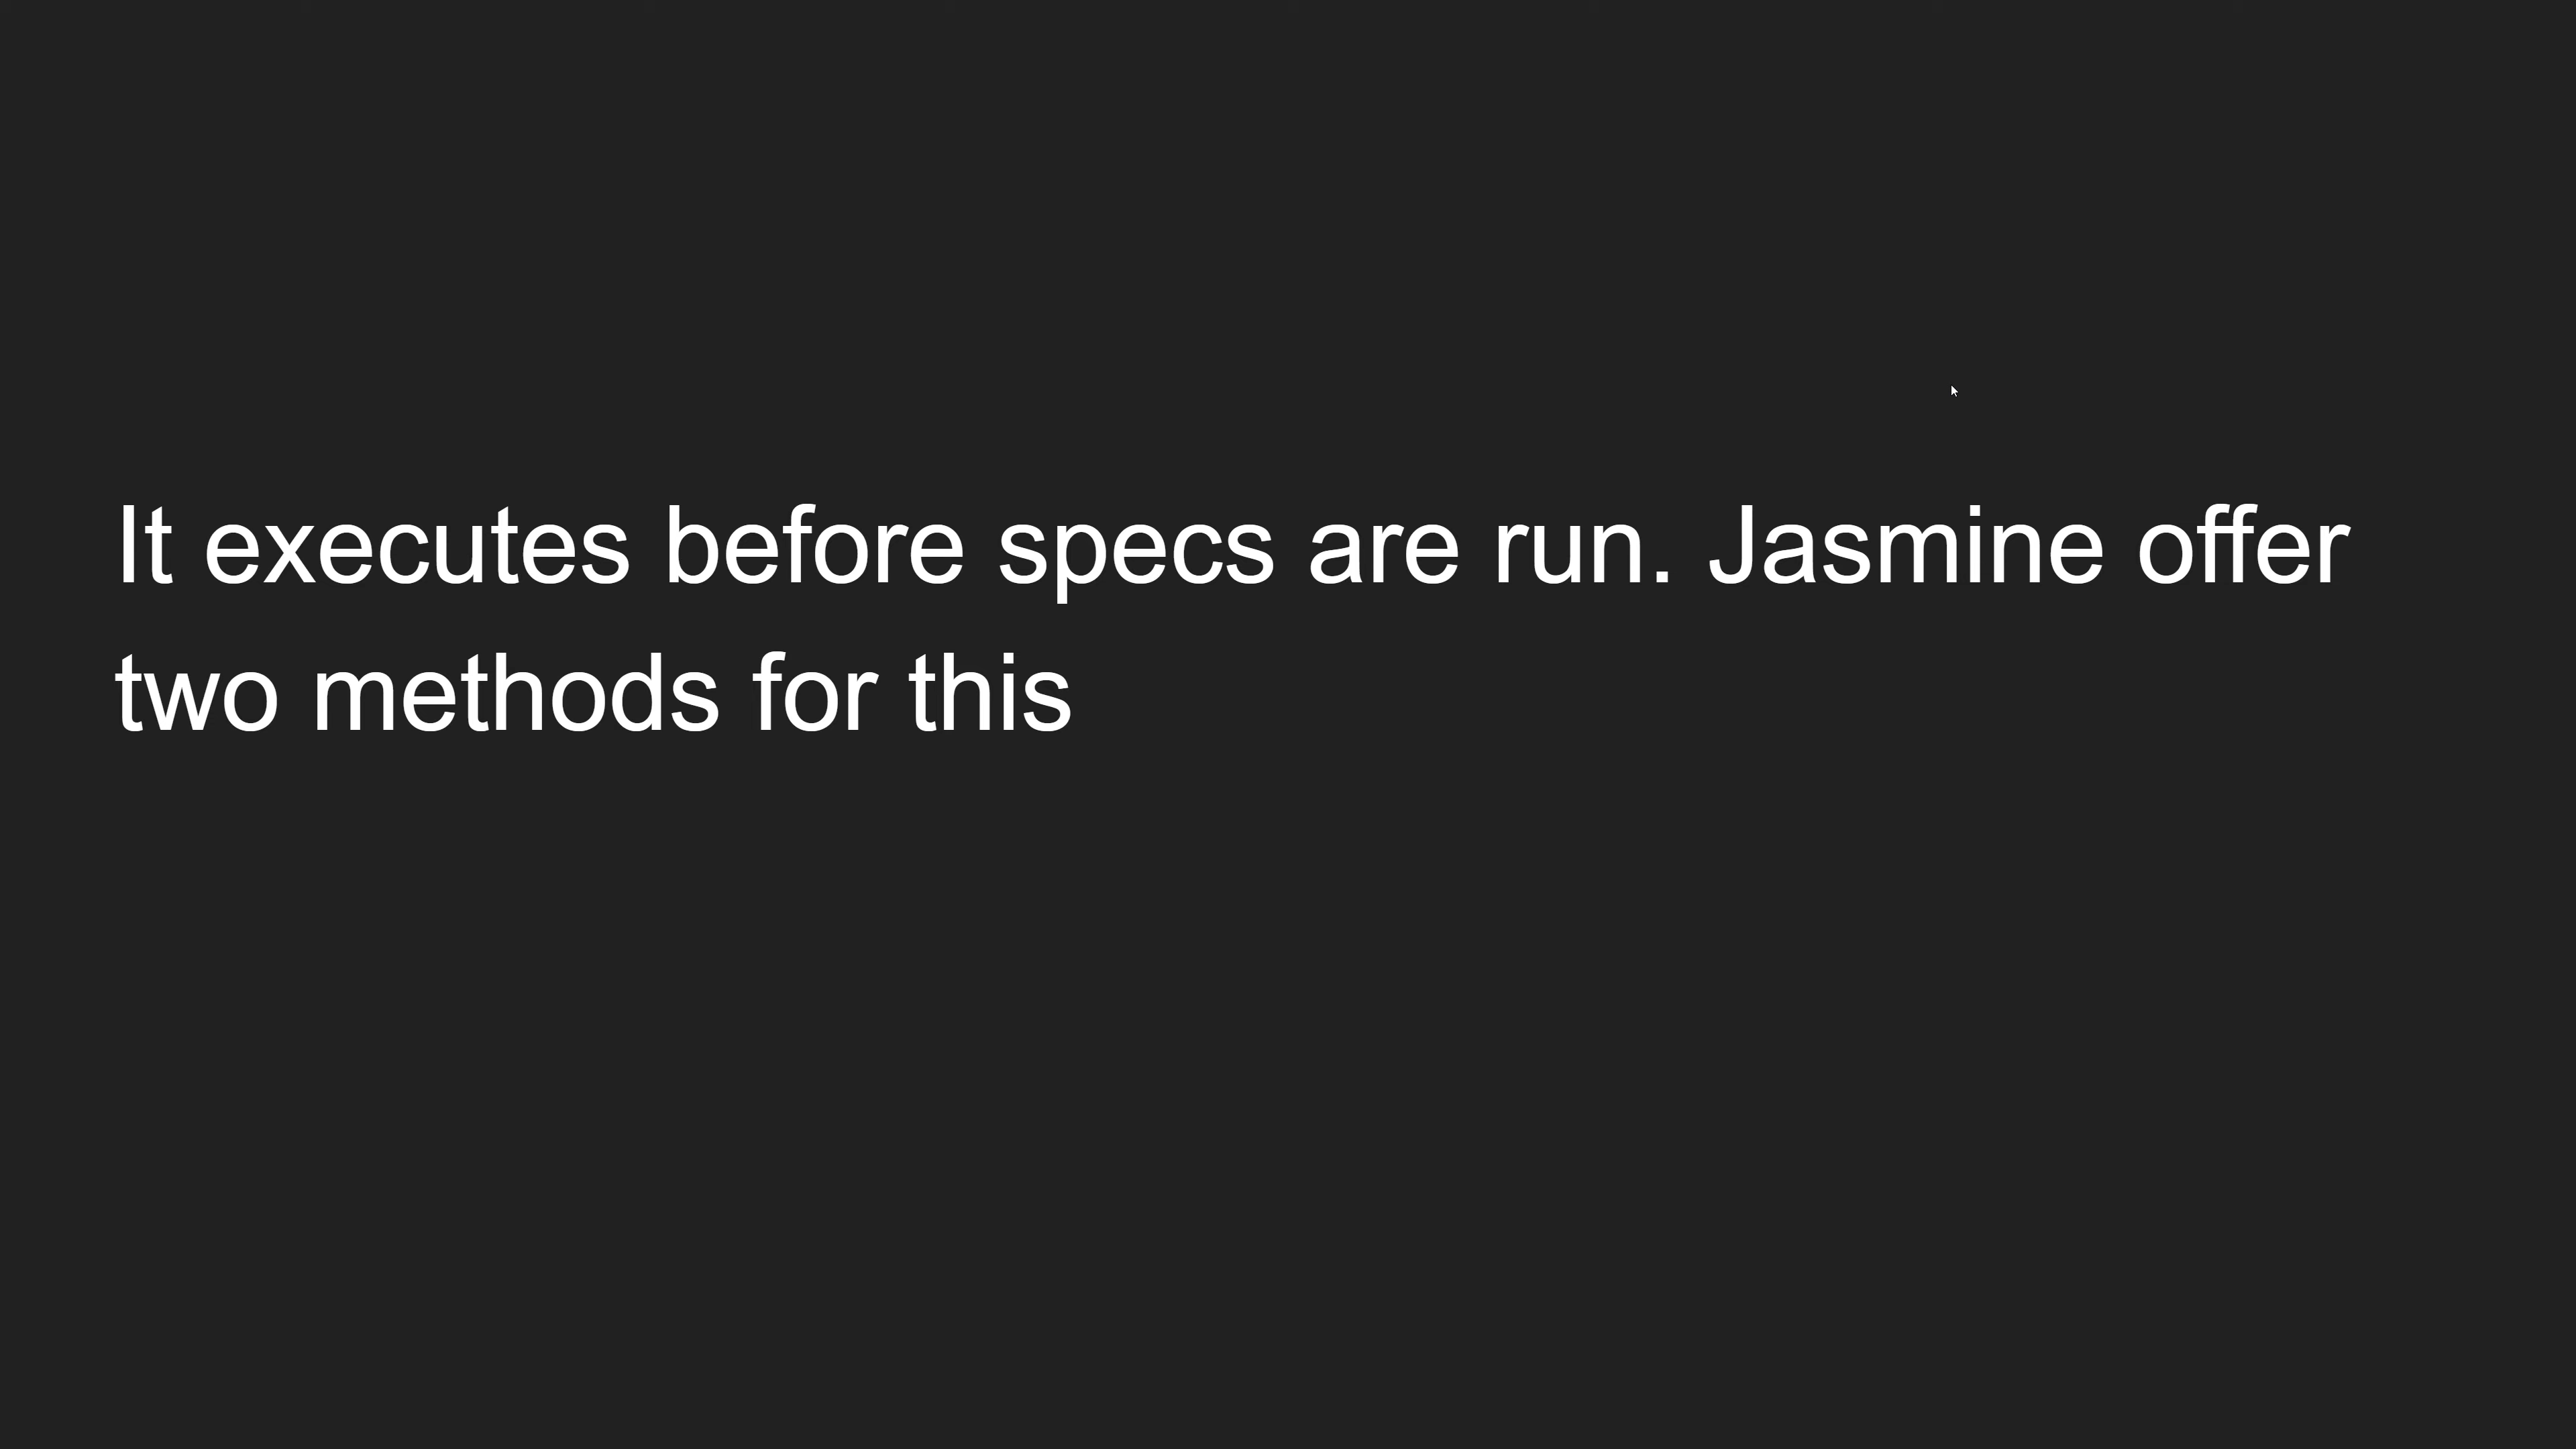 It executes before specs are run. Jasmine offer
two methods for this